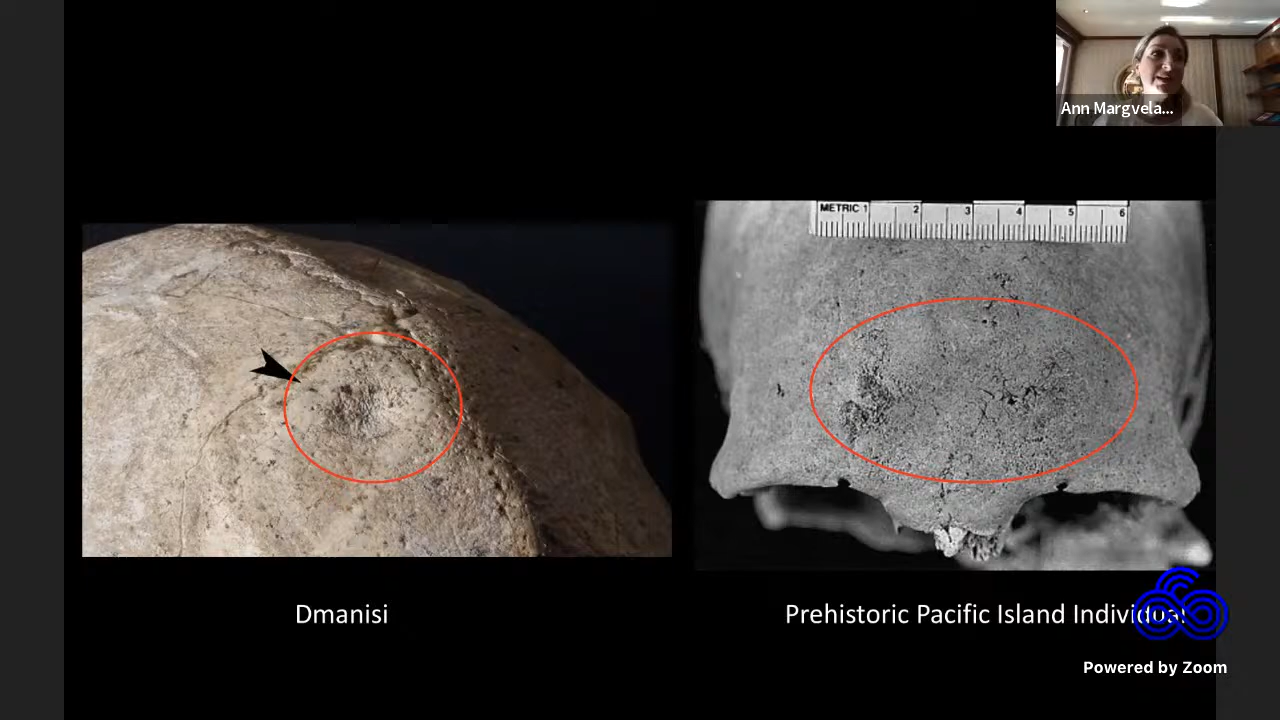 Ann Margvela...
METRIC 1 2 3 4 5 6
Dmanisi
Prehistoric Pacific Island Individual
Powered by Zoom